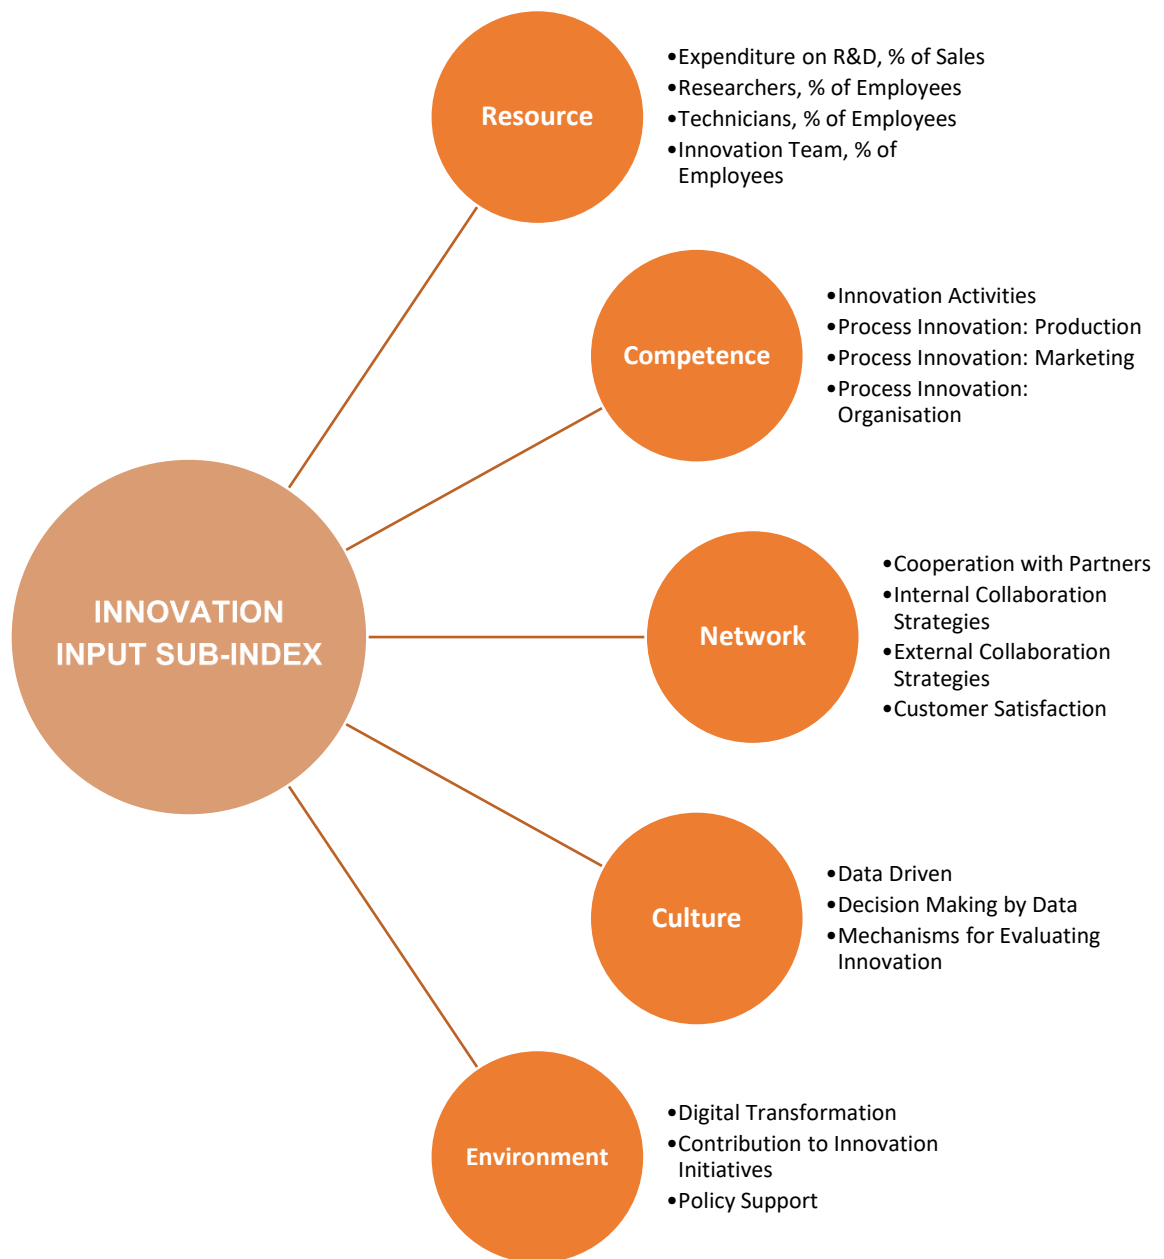 Resource
•Expenditure on R&D, % of Sales
•Researchers, % of Employees
•Technicians, % of Employees
•Innovation Team, % of
Employees
Competence
•Innovation Activities
•Process Innovation: Production
•Process Innovation: Marketing
•Process Innovation:
Organisation
INNOVATION
INPUT SUB-INDEX
Network
•Cooperation with Partners
•Internal Collaboration
Strategies
•External Collaboration
Strategies
•Customer Satisfaction
Culture
•Data Driven
•Decision Making by Data
•Mechanisms for Evaluating
Innovation
Environment
•Digital Transformation
•Contribution to Innovation
Initiatives
•Policy Support